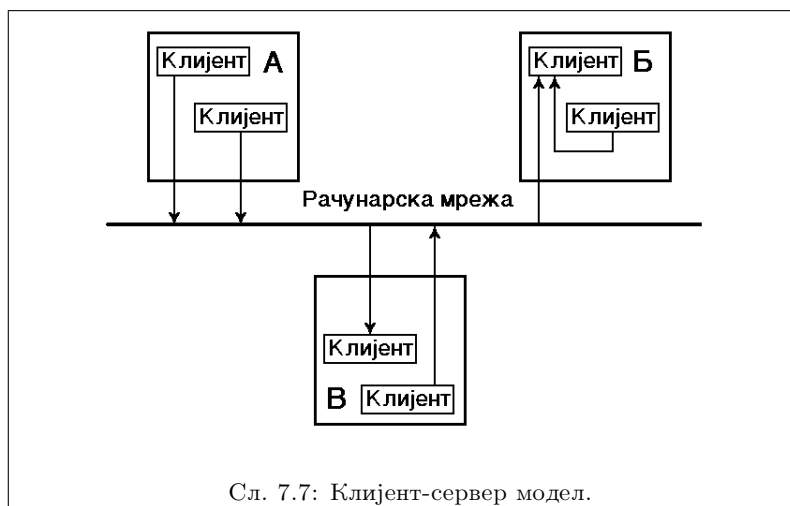 Клијент А
Клијент
Клијент Б
Клијент
Рачунарска мрежа
Клијент
В Клијент
Сл. 7.7: Клијент-сервер модел.